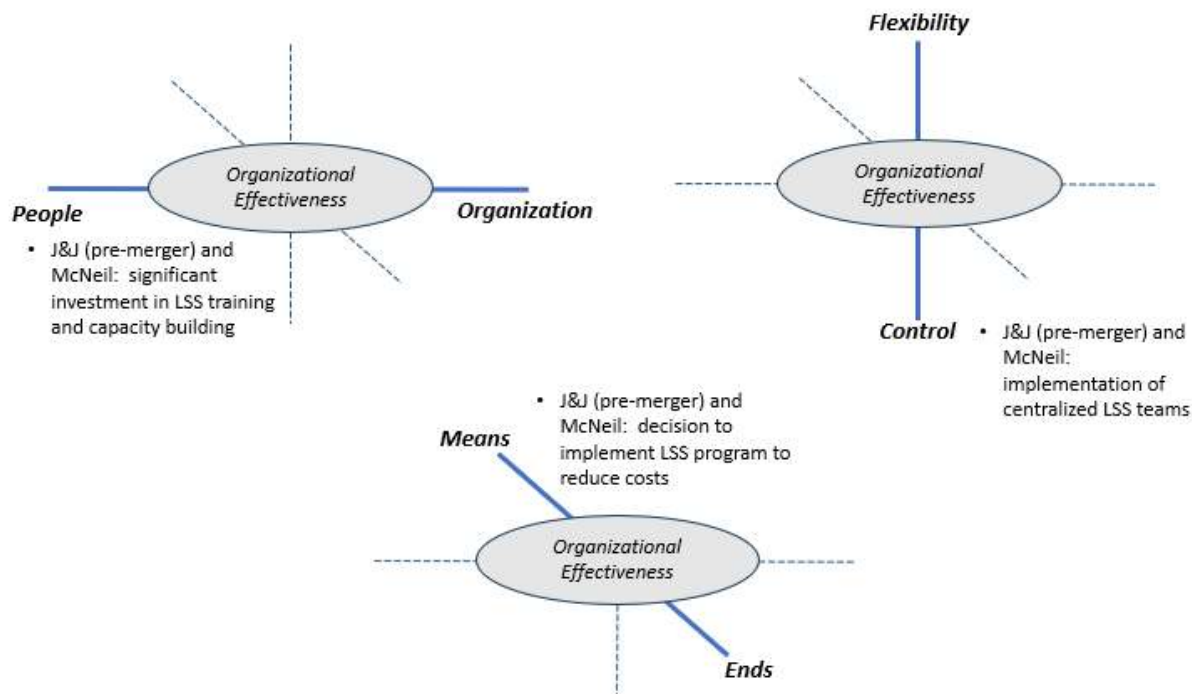 Organizational
Effectiveness
People
Organization
• J&J (pre-merger) and
McNeil: significant
investment in LSS training
and capacity building
Flexibility
Organizational
Effectiveness
Control
• J&J (pre-merger) and
McNeil:
implementation of
centralized LSS teams
• J&J (pre-merger) and
McNeil: decision to
implement LSS program to
reduce costs
Means
Organizational
Effectiveness
Ends